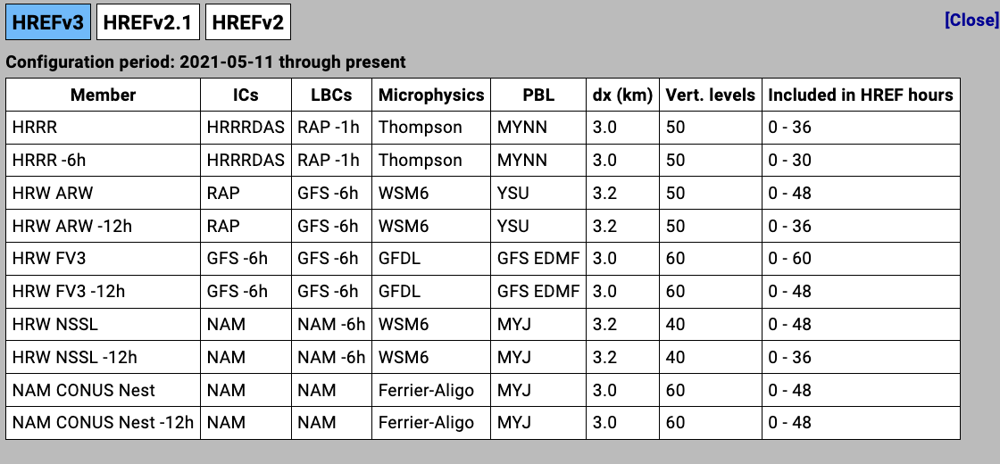 HREFv3 HREFv2.1 HREFv2 [Close]
Configuration period: 2021-05-11 through present
Member ICs LBCs Microphysics PBL dx (km) Vert. levels Included in HREF hours
HRRR HRRRDAS RAP -1h Thompson MYNN 3.0 50 0 - 36
HRRR -6h HRRRDAS RAP -1h Thompson MYNN 3.0 50 0 - 30
HRW ARW RAP GFS -6h WSM6 YSU 3.2 50 0 - 48
HRW ARW -12h RAP GFS -6h WSM6 YSU 3.2 50 0 - 36
HRW FV3 GFS -6h GFS -6h GFDL GFS EDMF 3.0 60 0 - 60
HRW FV3 -12h GFS -6h GFS -6h GFDL GFS EDMF 3.0 60 0 - 48
HRW NSSL NAM NAM -6h WSM6 MYJ 3.2 40 0 - 48
HRW NSSL -12h NAM NAM -6h WSM6 MYJ 3.2 40 0 - 36
NAM CONUS Nest NAM NAM Ferrier-Aligo MYJ 3.0 60 0 - 48
NAM CONUS Nest -12h NAM NAM Ferrier-Aligo MYJ 3.0 60 0 - 48